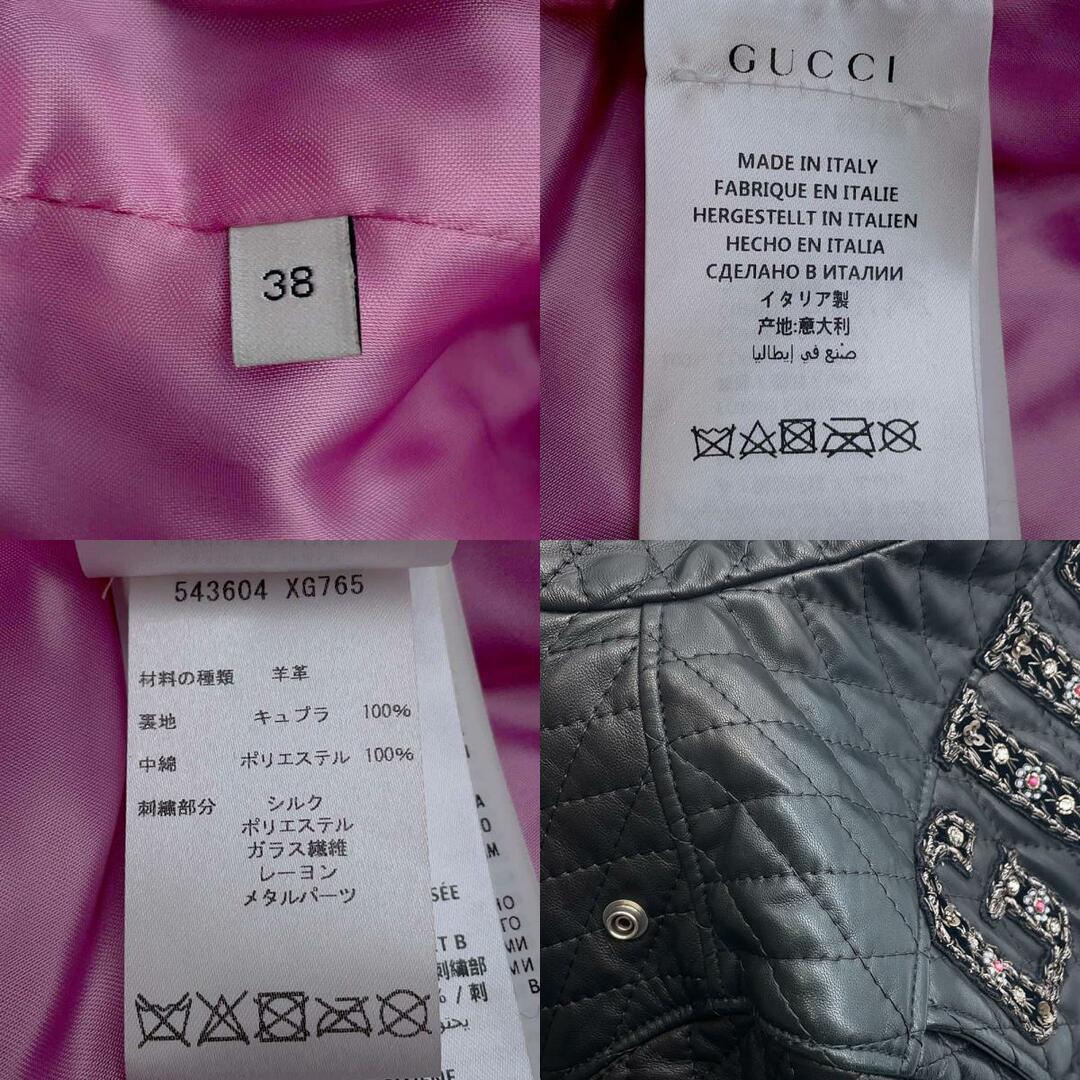 38
GUCCI
MADE IN ITALY
FABRIQUE EN ITALIE
HERGESTELLT IN ITALIEN
HECHO EN ITALIA
СДЕЛАНО В ИТАЛИИ
イタリア製
产地:意大利
صنع في إيطاليا
543604 XG765
材料の種類 羊革
裏地 キュプラ 100%
中綿 ポリエステル 100%
刺繍部分 シルク
ポリエステル
ガラス繊維
レーヨン
メタルパーツ
刺繍部
% / 刺